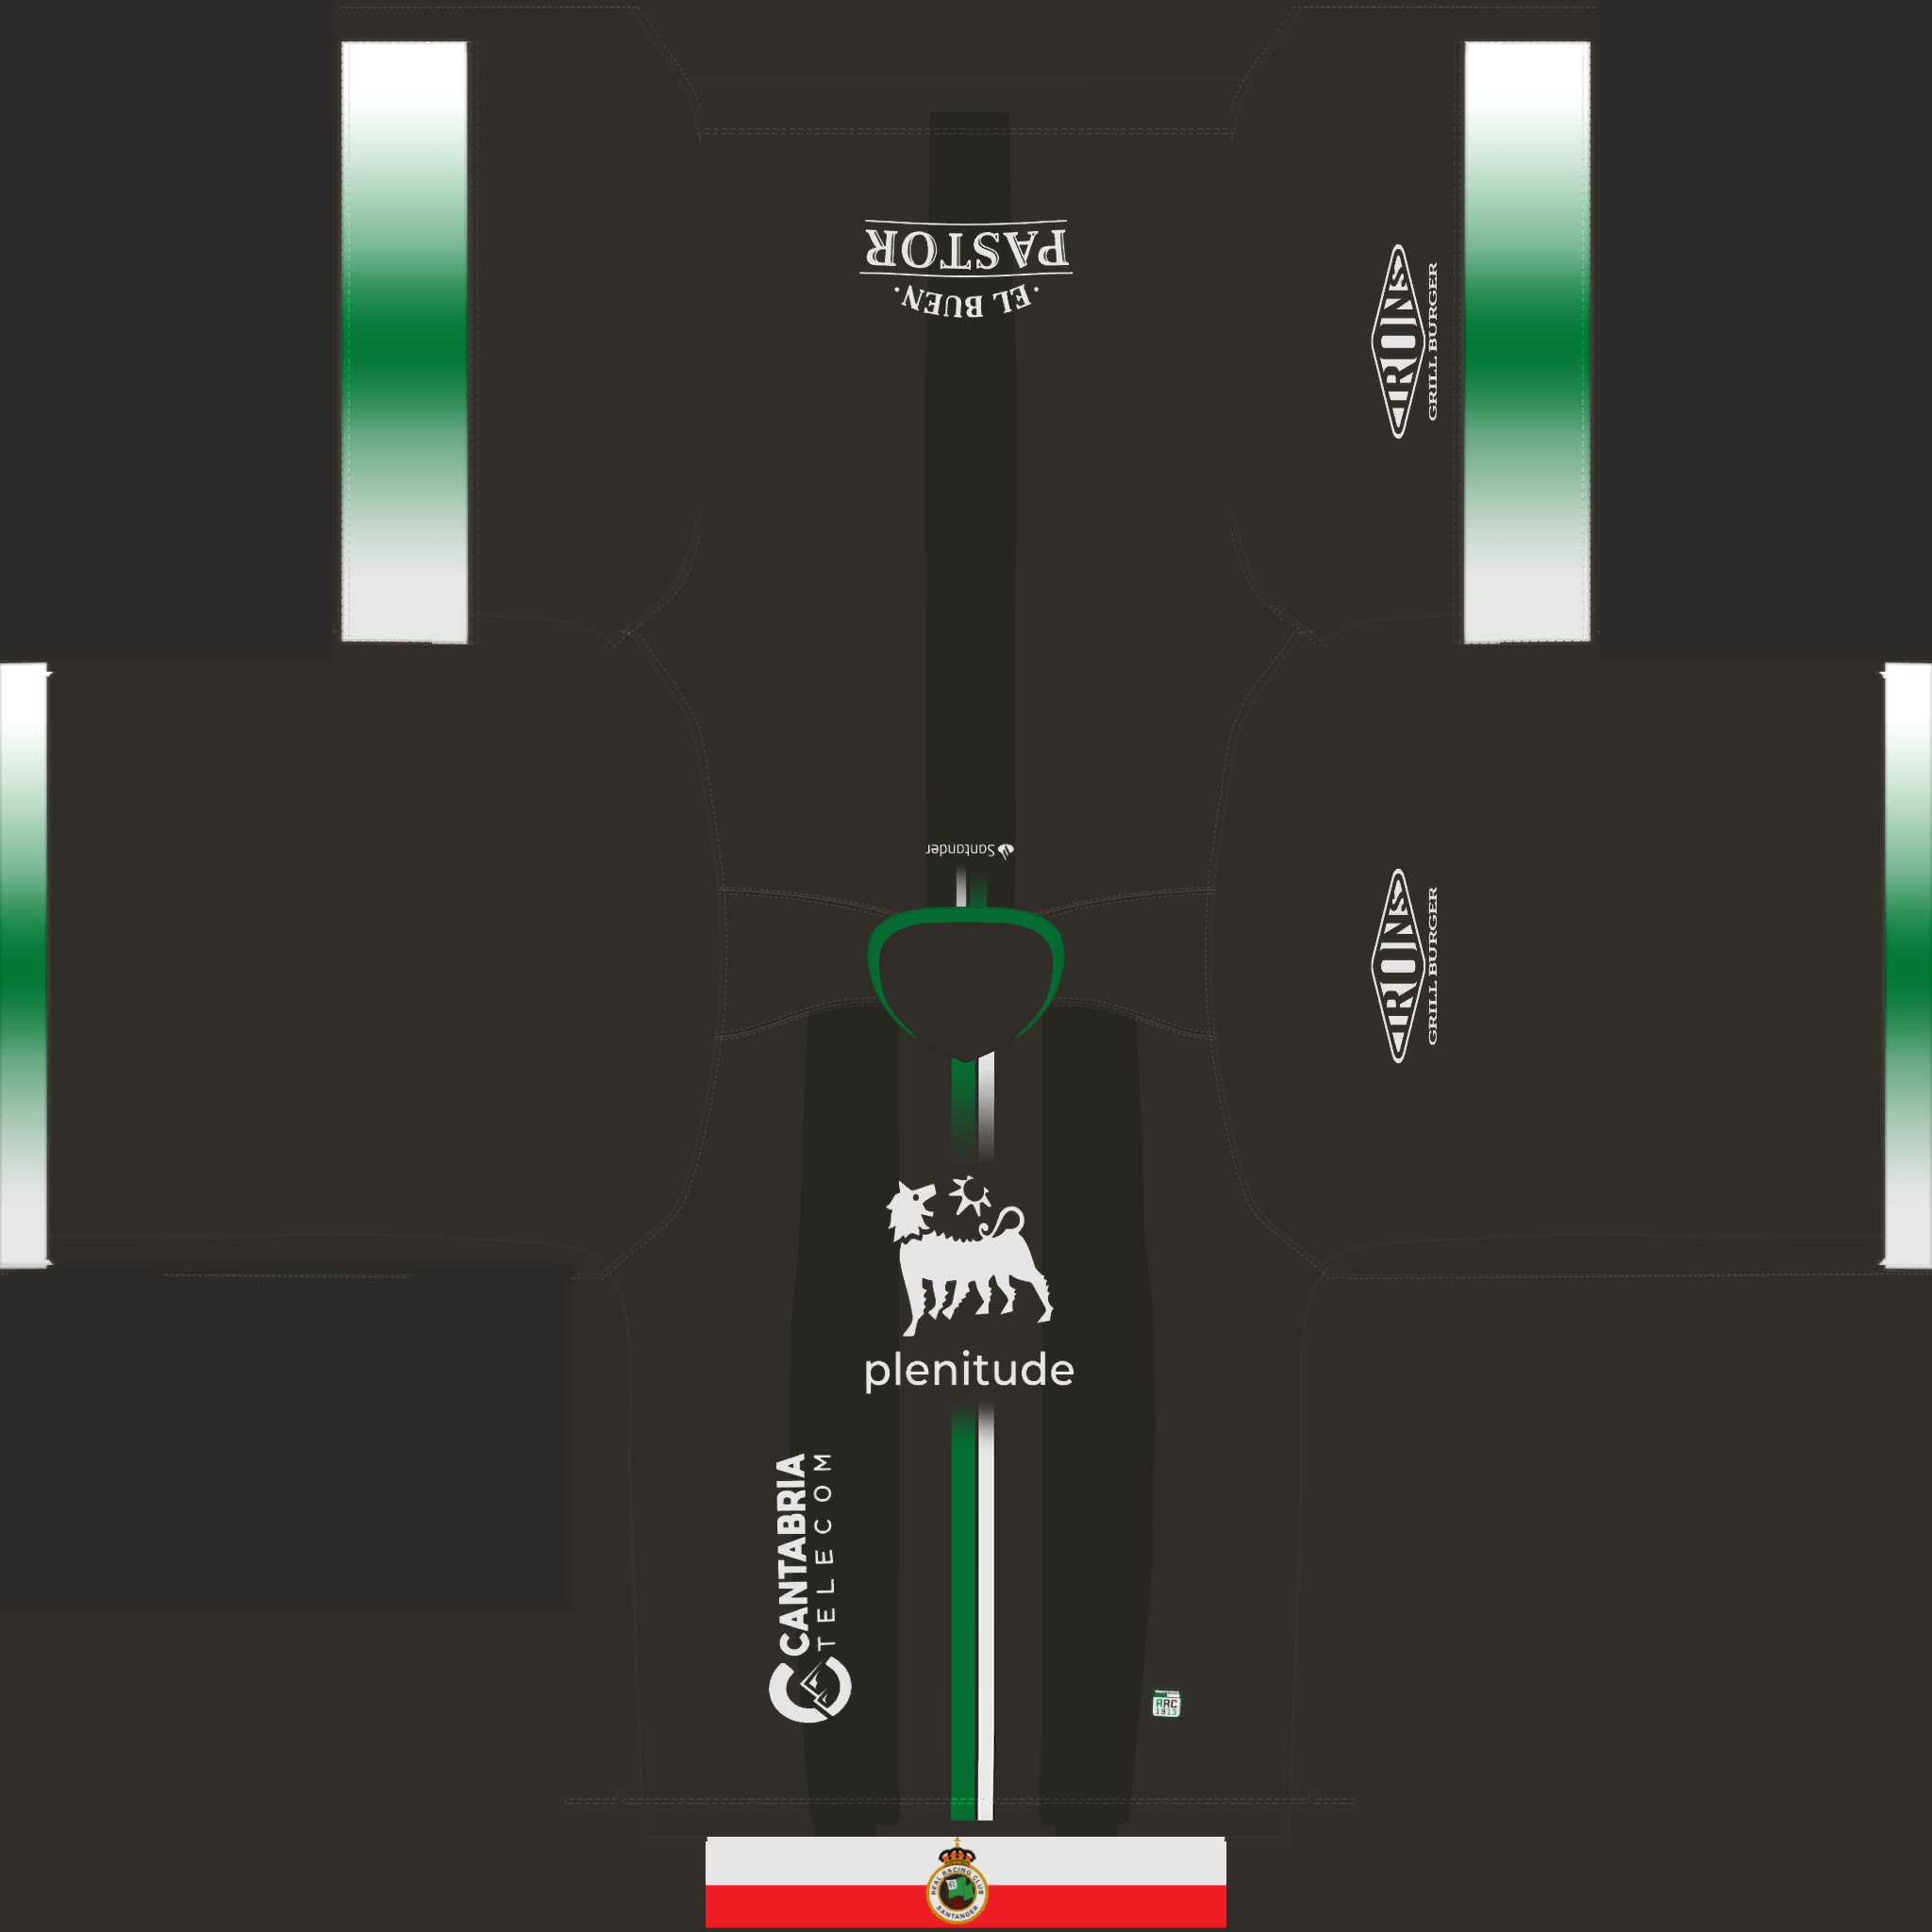 EL BUEN
PASTOR
IRONS
GRILL BURGER
Santander
IRONS
GRILL BURGER
plenitude
CANTABRIA
TELECOM
RRC
1913
REAL RACING CLUB
SANTANDER